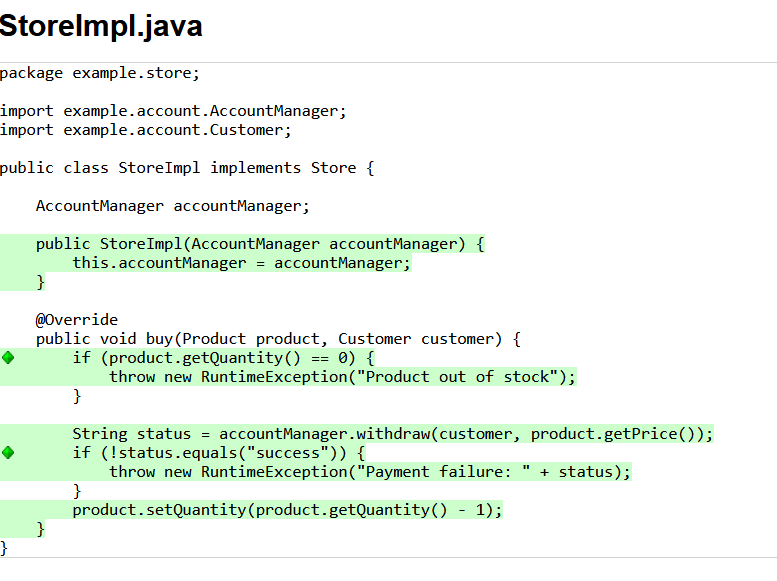 StoreImpl.java
package example.store;
import example.account.AccountManager;
import example.account.Customer;
public class StoreImpl implements Store {
    AccountManager accountManager;
    public StoreImpl(AccountManager accountManager) {
        this.accountManager = accountManager;
    }
    @Override
    public void buy(Product product, Customer customer) {
        if (product.getQuantity() == 0) {
            throw new RuntimeException("Product out of stock");
        }
        String status = accountManager.withdraw(customer, product.getPrice());
        if (!status.equals("success")) {
            throw new RuntimeException("Payment failure: " + status);
        }
        product.setQuantity(product.getQuantity() - 1);
    }
}